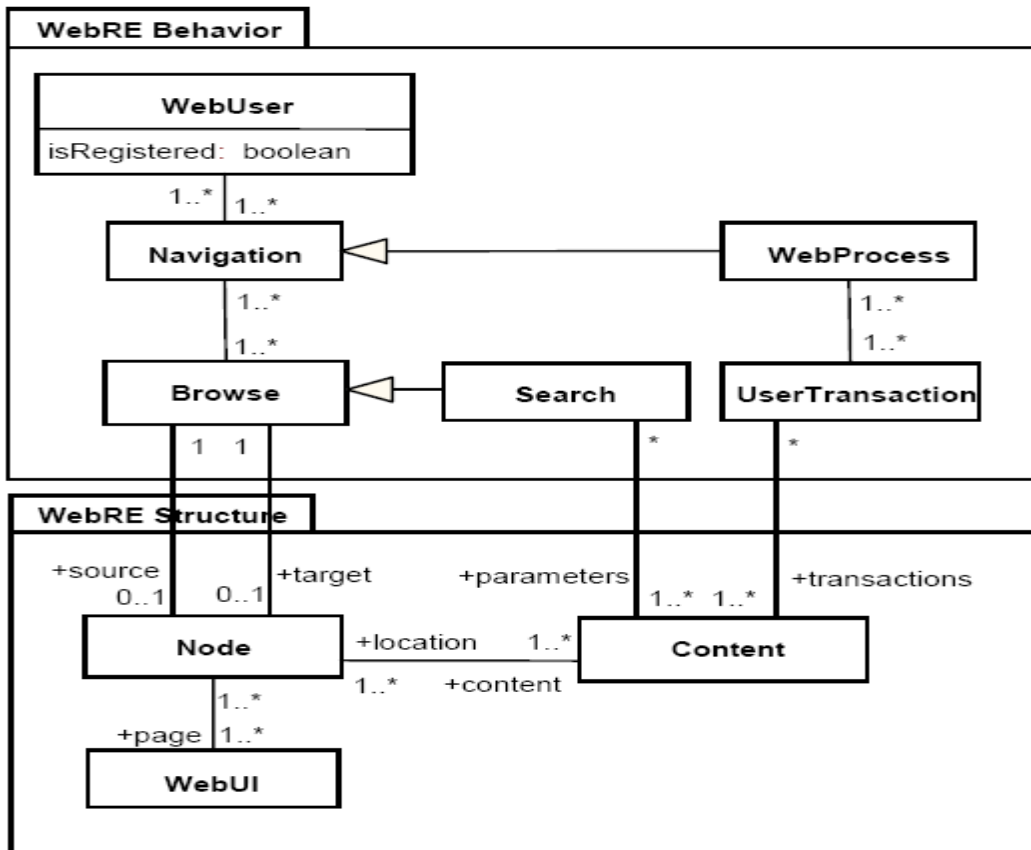 WebRE Behavior
WebUser
isRegistered: boolean
1..* 1..*
Navigation
WebProcess
1..*
1..*
1..*
1..*
Browse
Search
UserTransaction
1 1
*
*
WebRE Structure
+source
+target
+parameters
+transactions
0..1 0..1
1..* 1..*
Node
+location
1..*
Content
1..*
+content
1..*
+page 1..*
WebUI